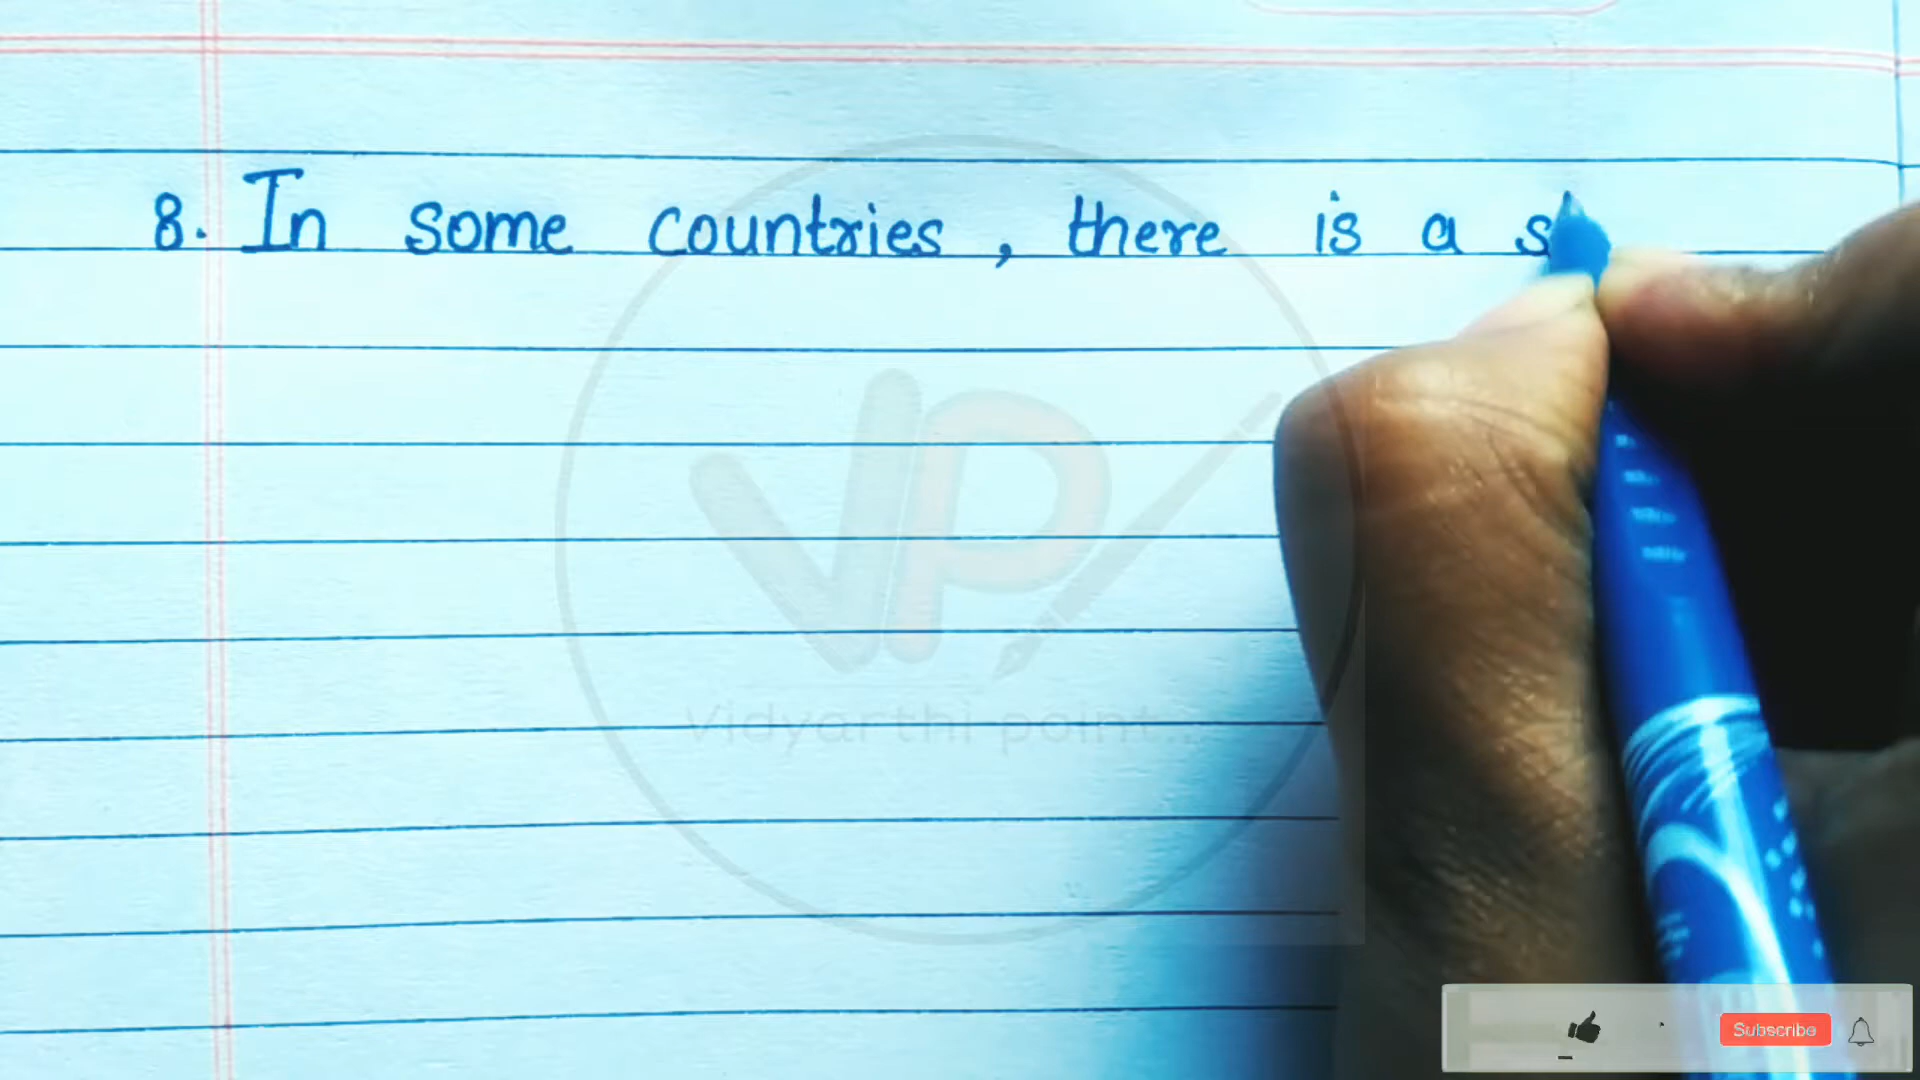 8. In some countries, there is a s
Vidyarthi point...
Subscribe